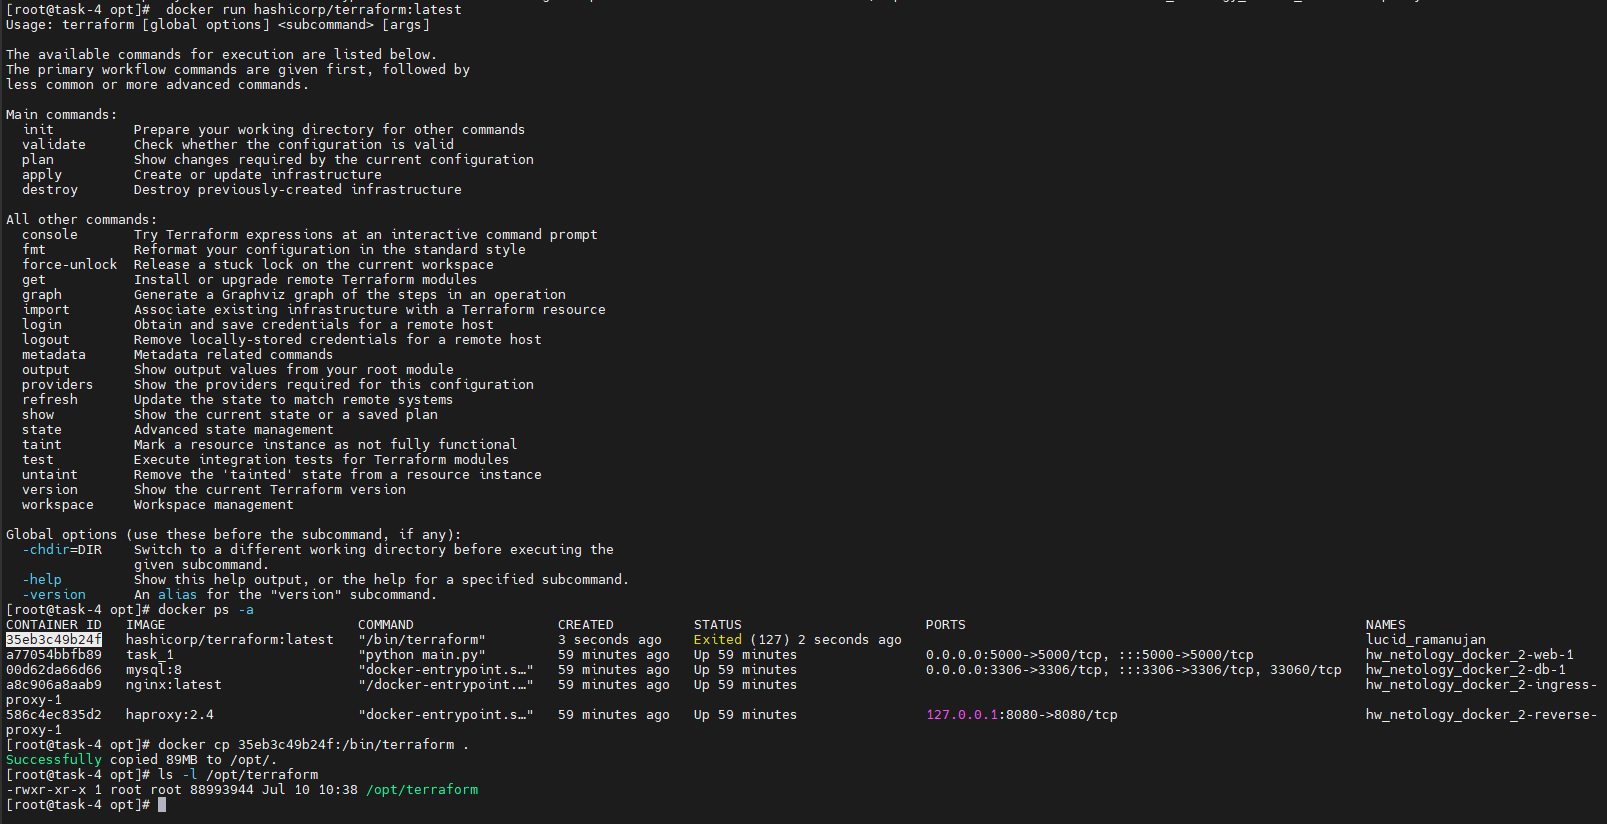 [root@task-4 opt]#  docker run hashicorp/terraform:latest
Usage: terraform [global options] <subcommand> [args]

The available commands for execution are listed below.
The primary workflow commands are given first, followed by
less common or more advanced commands.

Main commands:
  init          Prepare your working directory for other commands
  validate      Check whether the configuration is valid
  plan          Show changes required by the current configuration
  apply         Create or update infrastructure
  destroy       Destroy previously-created infrastructure

All other commands:
  console       Try Terraform expressions at an interactive command prompt
  fmt           Reformat your configuration in the standard style
  force-unlock  Release a stuck lock on the current workspace
  get           Install or upgrade remote Terraform modules
  graph         Generate a Graphviz graph of the steps in an operation
  import        Associate existing infrastructure with a Terraform resource
  login         Obtain and save credentials for a remote host
  logout        Remove locally-stored credentials for a remote host
  metadata      Metadata related commands
  output        Show output values from your root module
  providers     Show the providers required for this configuration
  refresh       Update the state to match remote systems
  show          Show the current state or a saved plan
  state         Advanced state management
  taint         Mark a resource instance as not fully functional
  test          Execute integration tests for Terraform modules
  untaint       Remove the 'tainted' state from a resource instance
  version       Show the current Terraform version
  workspace     Workspace management

Global options (use these before the subcommand, if any):
  -chdir=DIR    Switch to a different working directory before executing the
                given subcommand.
  -help         Show this help output, or the help for a specified subcommand.
  -version      An alias for the "version" subcommand.
[root@task-4 opt]# docker ps -a
CONTAINER ID   IMAGE                        COMMAND                  CREATED          STATUS                       PORTS                                                  NAMES
35eb3c49b24f   hashicorp/terraform:latest   "/bin/terraform"         3 seconds ago    Exited (127) 2 seconds ago                                                          lucid_ramanujan
a77054bbfb89   task_1                       "python main.py"         59 minutes ago   Up 59 minutes                0.0.0.0:5000->5000/tcp, :::5000->5000/tcp              hw_netology_docker_2-web-1
00d62da66d66   mysql:8                      "docker-entrypoint.s…"   59 minutes ago   Up 59 minutes                0.0.0.0:3306->3306/tcp, :::3306->3306/tcp, 33060/tcp   hw_netology_docker_2-db-1
a8c906a8aab9   nginx:latest                 "/docker-entrypoint.…"   59 minutes ago   Up 59 minutes                                                                       hw_netology_docker_2-ingress-
proxy-1
586c4ec835d2   haproxy:2.4                  "docker-entrypoint.s…"   59 minutes ago   Up 59 minutes                127.0.0.1:8080->8080/tcp                               hw_netology_docker_2-reverse-
proxy-1
[root@task-4 opt]# docker cp 35eb3c49b24f:/bin/terraform .
Successfully copied 89MB to /opt/.
[root@task-4 opt]# ls -l /opt/terraform
-rwxr-xr-x 1 root root 88993944 Jul 10 10:38 /opt/terraform
[root@task-4 opt]#